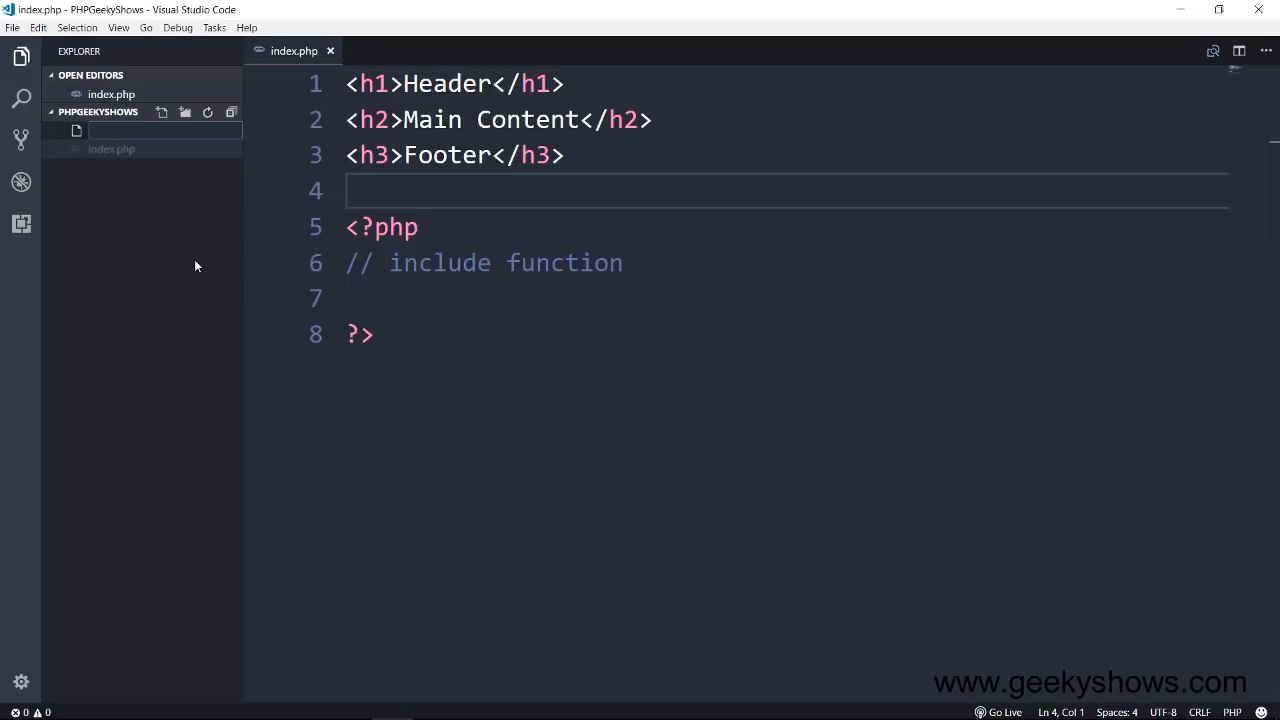 index.php - PHPGeekyShows - Visual Studio Code
File Edit Selection View Go Debug Tasks Help
EXPLORER
index.php
OPEN EDITORS
index.php
PHPGEEKYSHOWS
index.php
1 <h1>Header</h1>
2 <h2>Main Content</h2>
3 <h3>Footer</h3>
4
5 <?php
6 // include function
7
8 ?>
www.geekyshows.com
0 0
Go Live Ln 4, Col 1 Spaces: 4 UTF-8 CRLF PHP